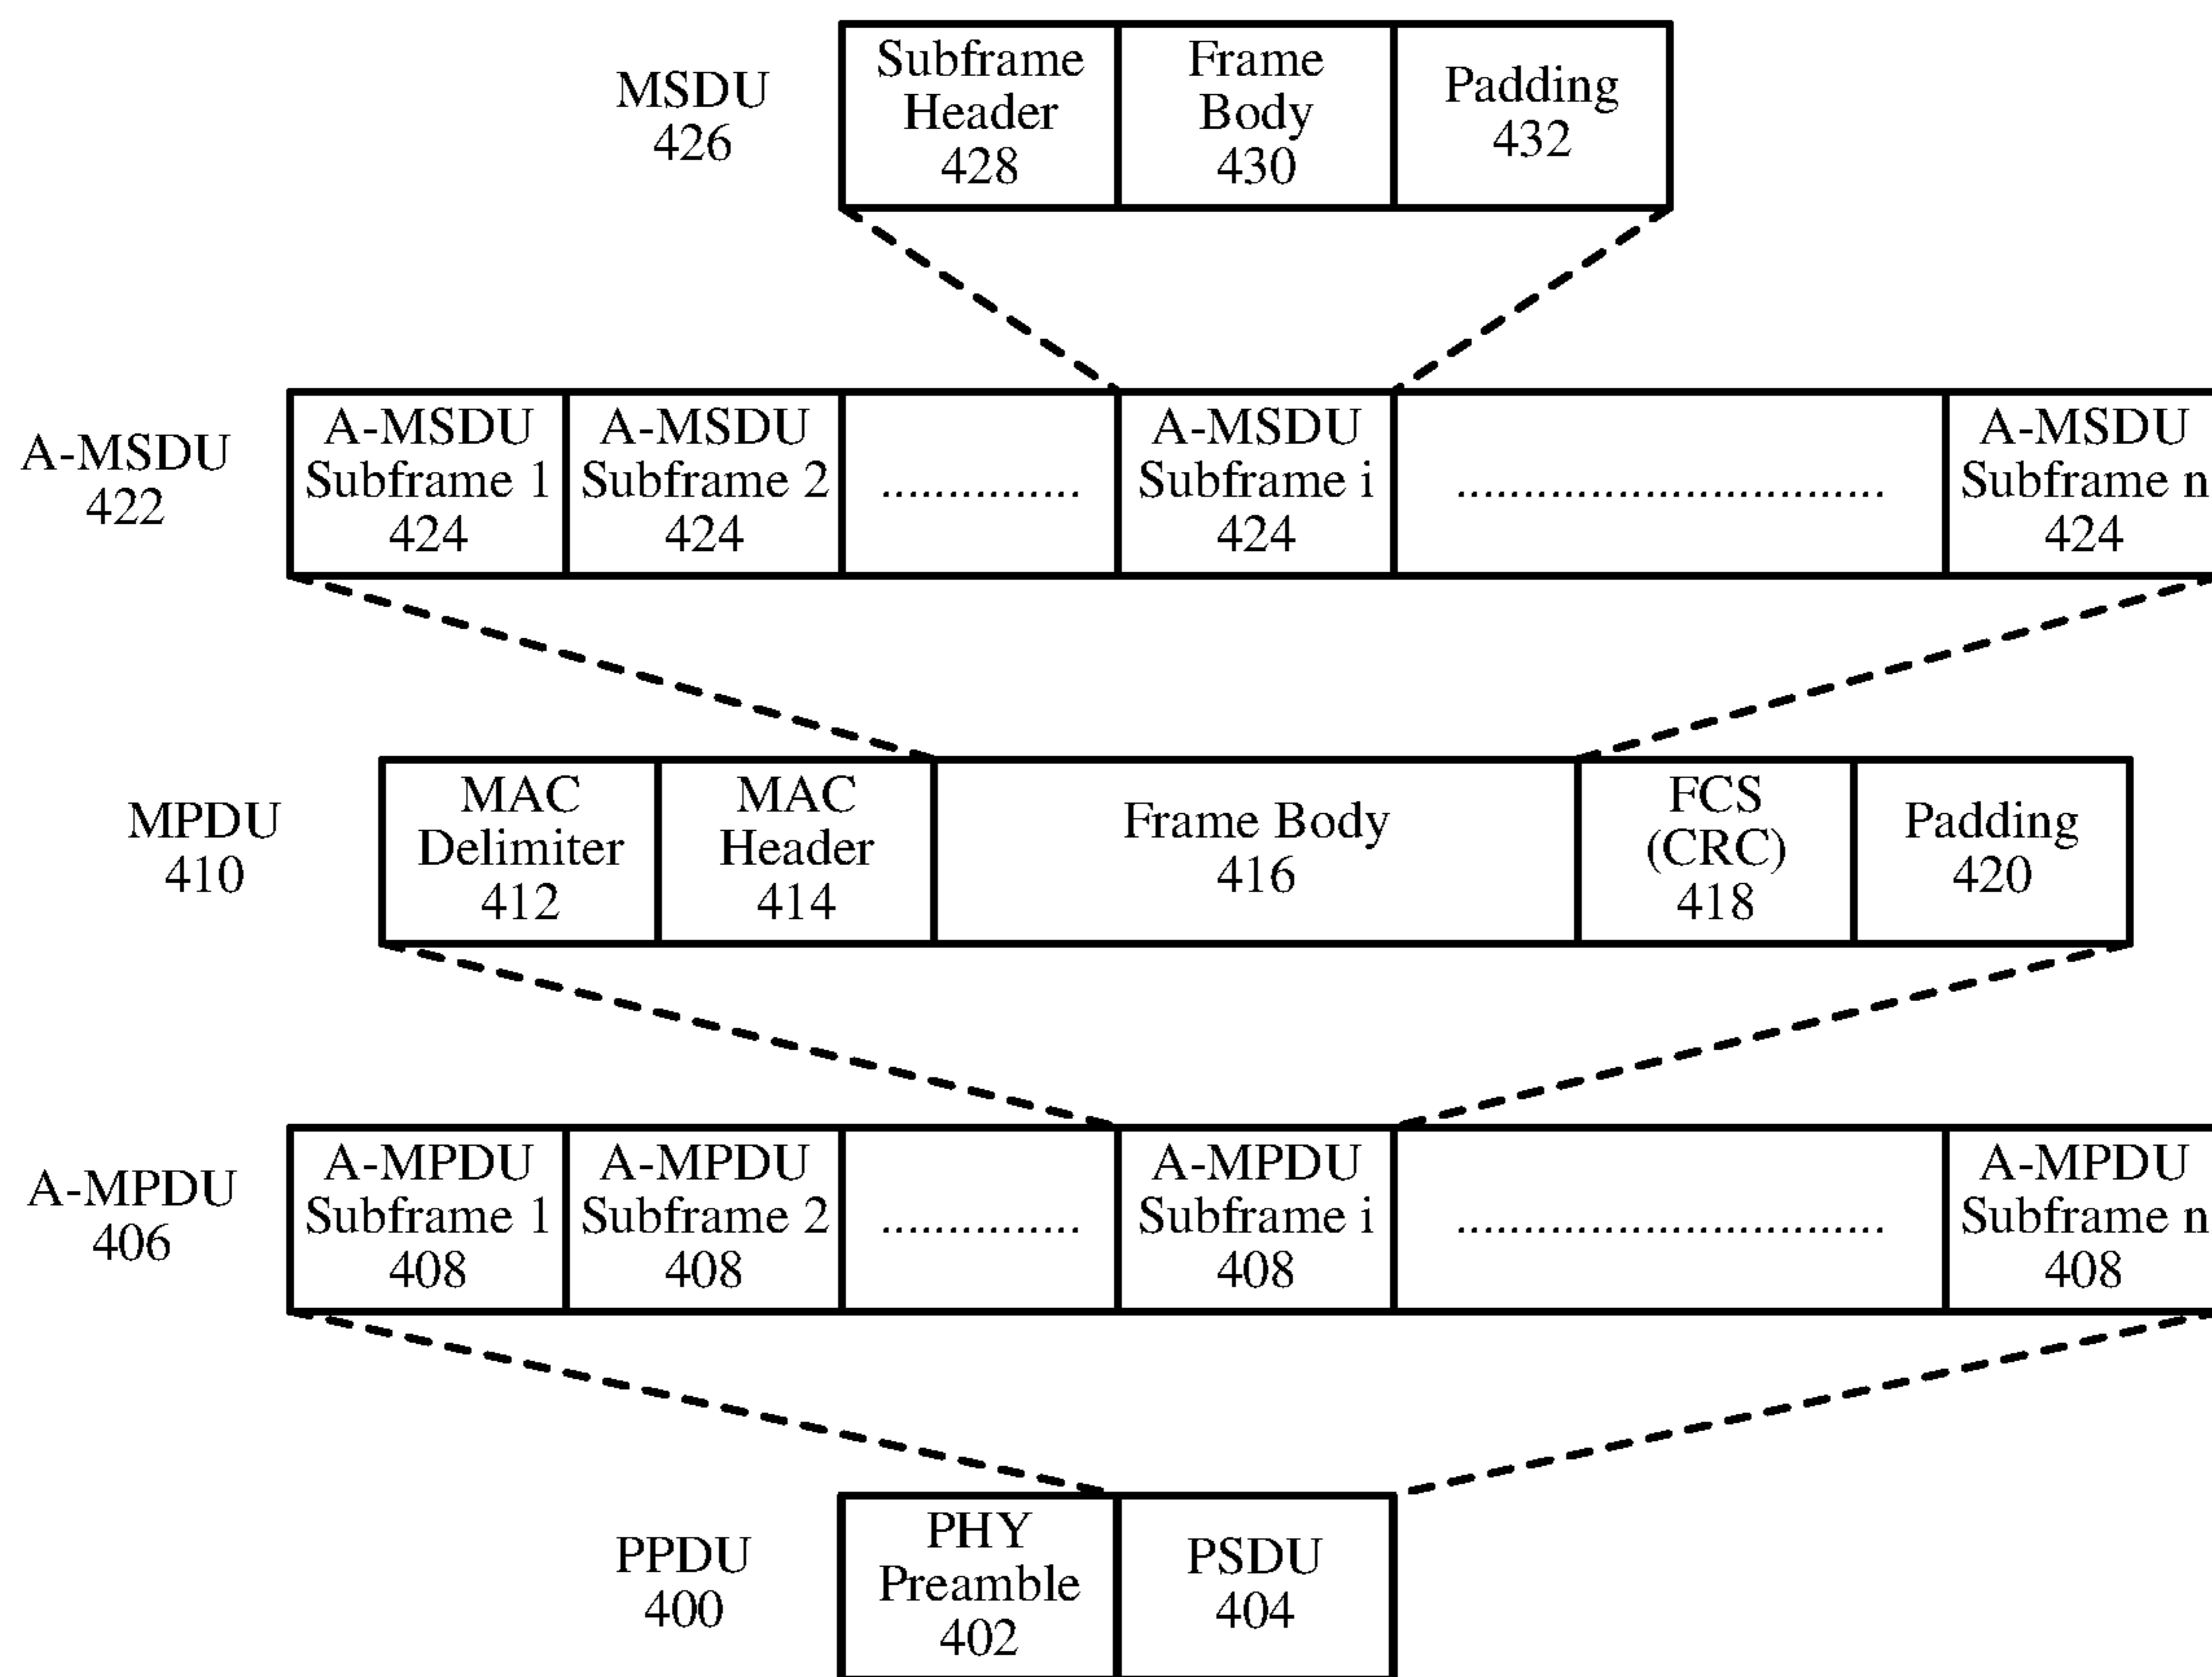 MSDU
426
Subframe
Header
428
Frame
Body
430
Padding
432
A-MSDU
422
A-MSDU
Subframe 1
424
A-MSDU
Subframe 2
424
...............
A-MSDU
Subframe i
424
................................
A-MSDU
Subframe n
424
MPDU
410
MAC
Delimiter
412
MAC
Header
414
Frame Body
416
FCS
(CRC)
418
Padding
420
A-MPDU
406
A-MPDU
Subframe 1
408
A-MPDU
Subframe 2
408
...............
A-MPDU
Subframe i
408
................................
A-MPDU
Subframe n
408
PPDU
400
PHY
Preamble
402
PSDU
404